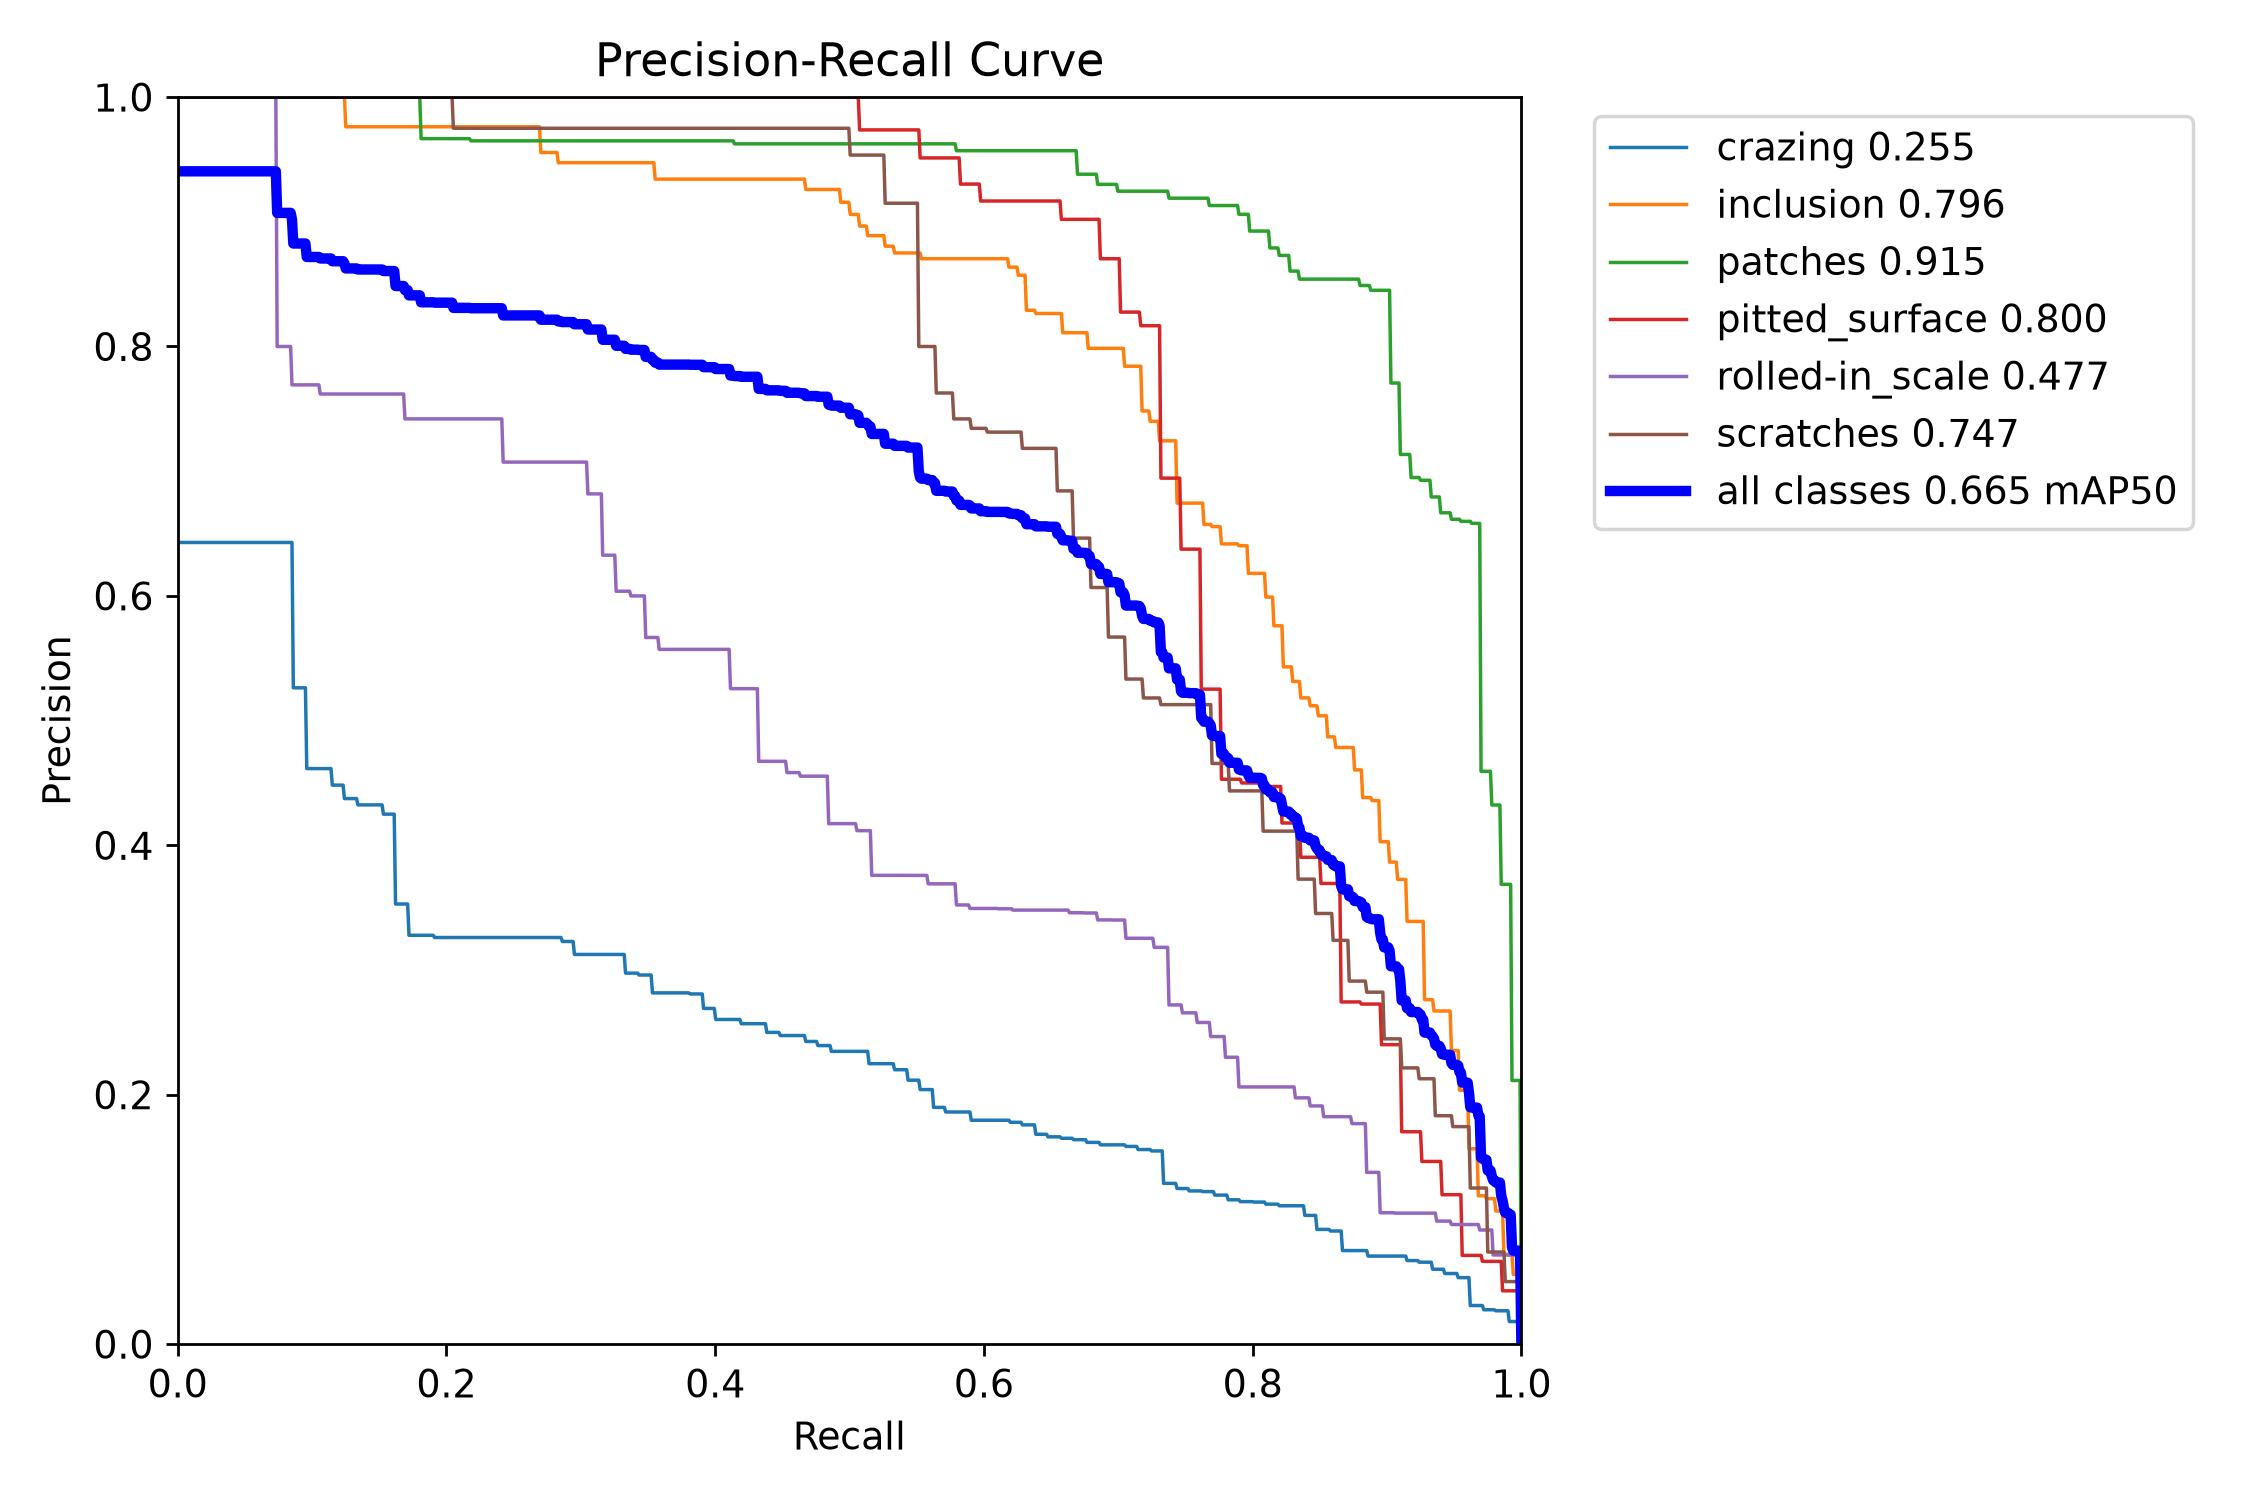 Precision-Recall Curve
1.0
0.8
0.6
0.4
0.2
0.0
Precision
0.0 0.2 0.4 0.6 0.8 1.0
Recall
crazing 0.255
inclusion 0.796
patches 0.915
pitted_surface 0.800
rolled-in_scale 0.477
scratches 0.747
all classes 0.665 mAP50